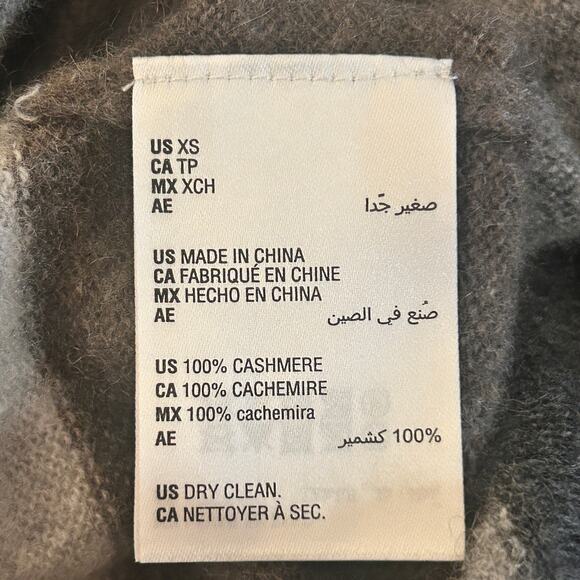 US XS
CA TP
MX XCH
AE صغير جّدا
US MADE IN CHINA
CA FABRIQUÉ EN CHINE
MX HECHO EN CHINA
AE صُنع في الصين
US 100% CASHMERE
CA 100% CACHEMIRE
MX 100% cachemira
AE 100% كشمير
US DRY CLEAN.
CA NETTOYER À SEC.